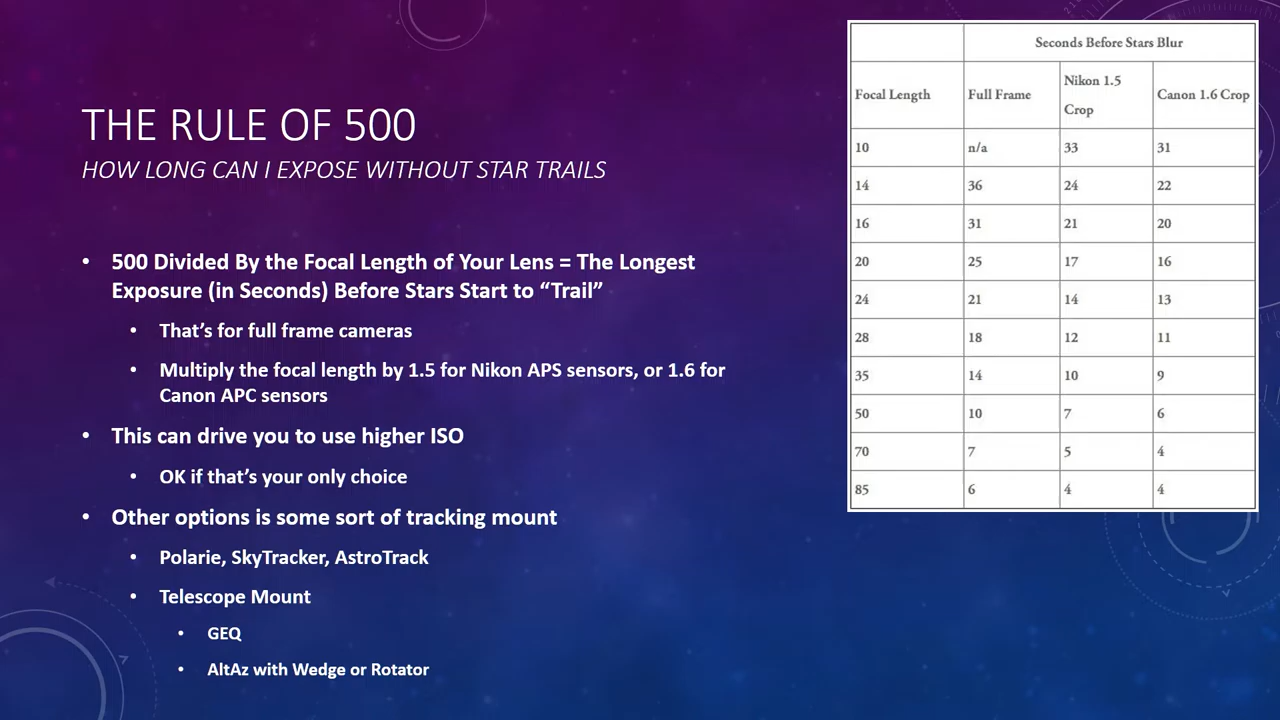 THE RULE OF 500
HOW LONG CAN I EXPOSE WITHOUT STAR TRAILS
• 500 Divided By the Focal Length of Your Lens = The Longest
Exposure (in Seconds) Before Stars Start to “Trail”
• That’s for full frame cameras
• Multiply the focal length by 1.5 for Nikon APS sensors, or 1.6 for
Canon APC sensors
• This can drive you to use higher ISO
• OK if that’s your only choice
• Other options is some sort of tracking mount
• Polarie, SkyTracker, AstroTrack
• Telescope Mount
• GEQ
• AltAz with Wedge or Rotator
Seconds Before Stars Blur
Focal Length Full Frame Nikon 1.5 Crop Canon 1.6 Crop
10 n/a 33 31
14 36 24 22
16 31 21 20
20 25 17 16
24 21 14 13
28 18 12 11
35 14 10 9
50 10 7 6
70 7 5 4
85 6 4 4